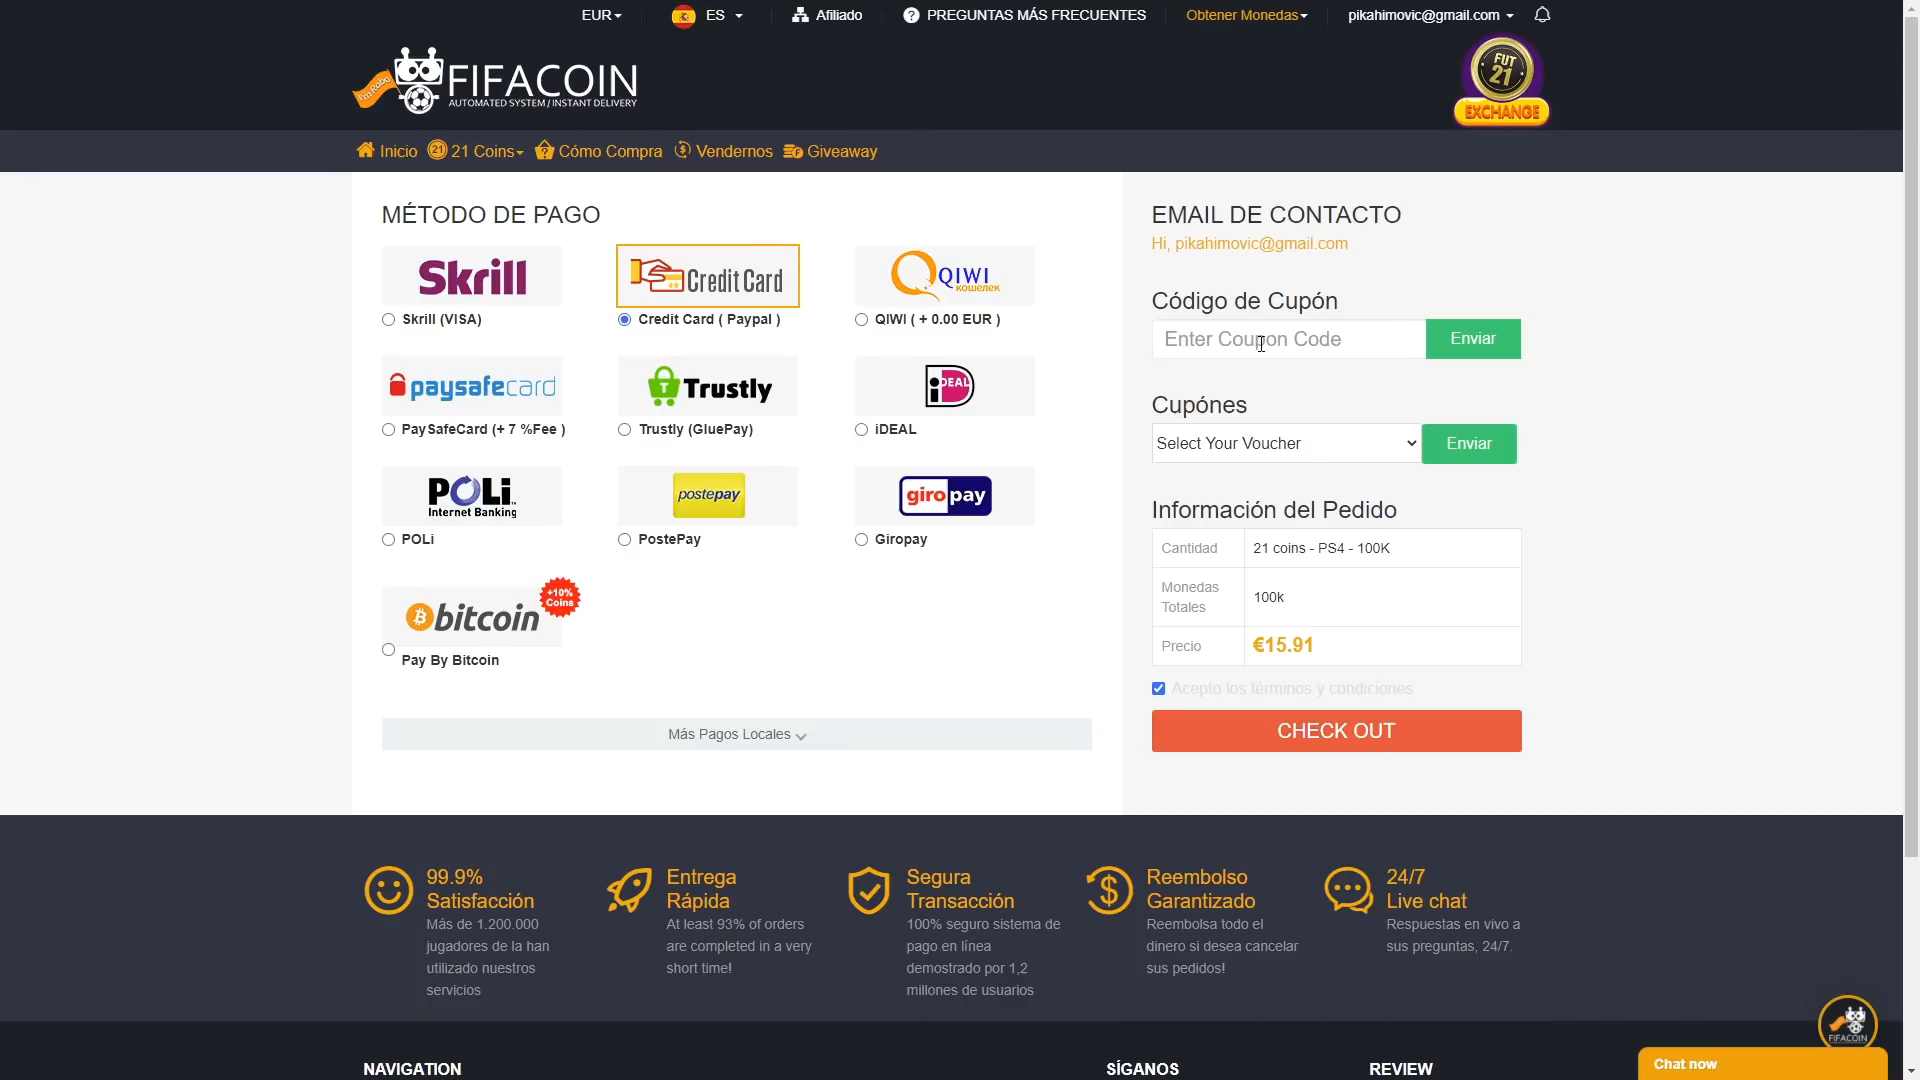 EUR
ES
Afiliado
PREGUNTAS MÁS FRECUENTES
Obtener Monedas
pikahimovic@gmail.com
I'm Robo
FIFACOIN
AUTOMATED SYSTEM / INSTANT DELIVERY
FUT
21
EXCHANGE
Inicio
21
21 Coins
Cómo Compra
Vendernos
Giveaway
MÉTODO DE PAGO
Skrill
Credit Card
QIWI
КОШЕЛЕК
Skrill (VISA)
Credit Card ( Paypal )
QIWI ( + 0.00 EUR )
paysafecard
T Trustly
iDEAL
PaySafeCard (+ 7 %Fee )
Trustly (GluePay)
iDEAL
POLi
Internet Banking
postepay
giropay
POLi
PostePay
Giropay
+10%
Coins
bitcoin
Pay By Bitcoin
Más Pagos Locales
EMAIL DE CONTACTO
Hi, pikahimovic@gmail.com
Código de Cupón
Enter Coupon Code
Enviar
Cupónes
Select Your Voucher
Enviar
Información del Pedido
Cantidad
21 coins - PS4 - 100K
Monedas
Totales
100k
Precio
€15.91
Acepto los términos y condiciones
CHECK OUT
99.9%
Satisfacción
Más de 1.200.000
jugadores de la han
utilizado nuestros
servicios
Entrega
Rápida
At least 93% of orders
are completed in a very
short time!
Segura
Transacción
100% seguro sistema de
pago en línea
demostrado por 1,2
millones de usuarios
Reembolso
Garantizado
Reembolsa todo el
dinero si desea cancelar
sus pedidos!
24/7
Live chat
Respuestas en vivo a
sus preguntas, 24/7.
FIFACOIN
NAVIGATION
SÍGANOS
REVIEW
Chat now